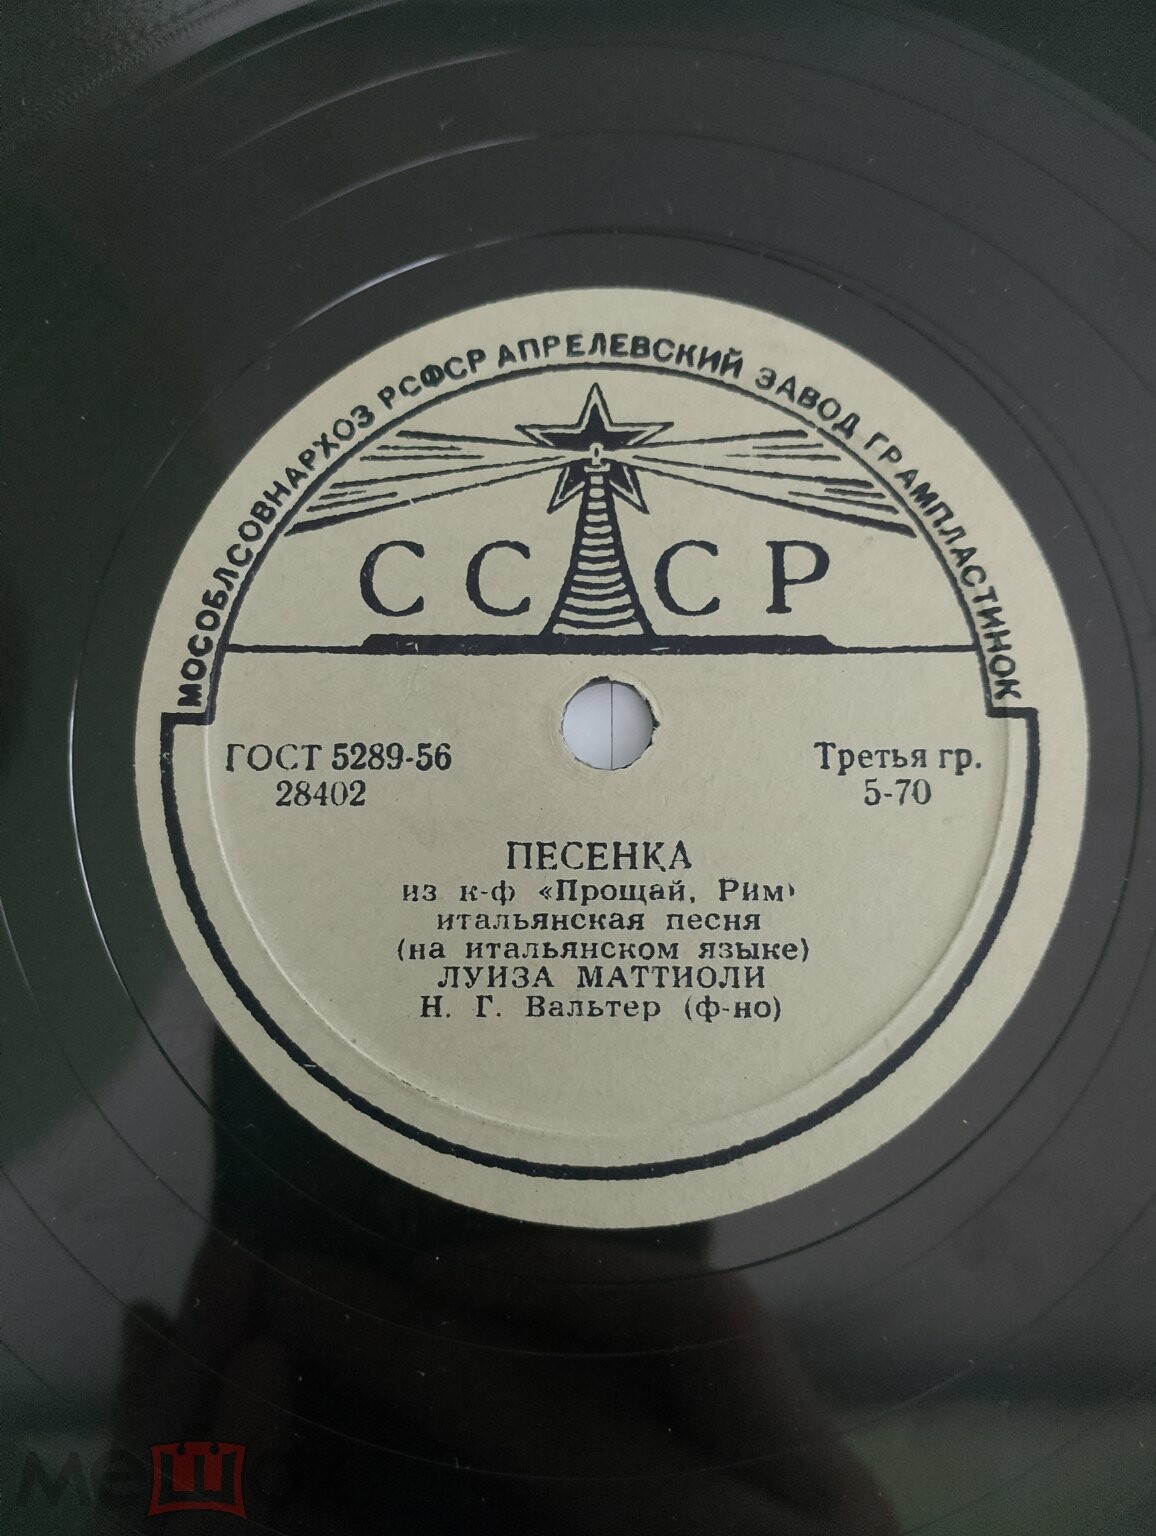 МОСОБЛСОВНАРХОЗ РСФСР АПРЕЛЕВСКИЙ ЗАВОД ГРАМПЛАСТИНОК
СССР
ГОСТ 5289-56
28402
Третья гр.
5-70
ПЕСЕНКА
из к-ф «Прощай, Рим»
итальянская песня
(на итальянском языке)
ЛУИЗА МАТТИОЛИ
Н. Г. Вальтер (ф-но)